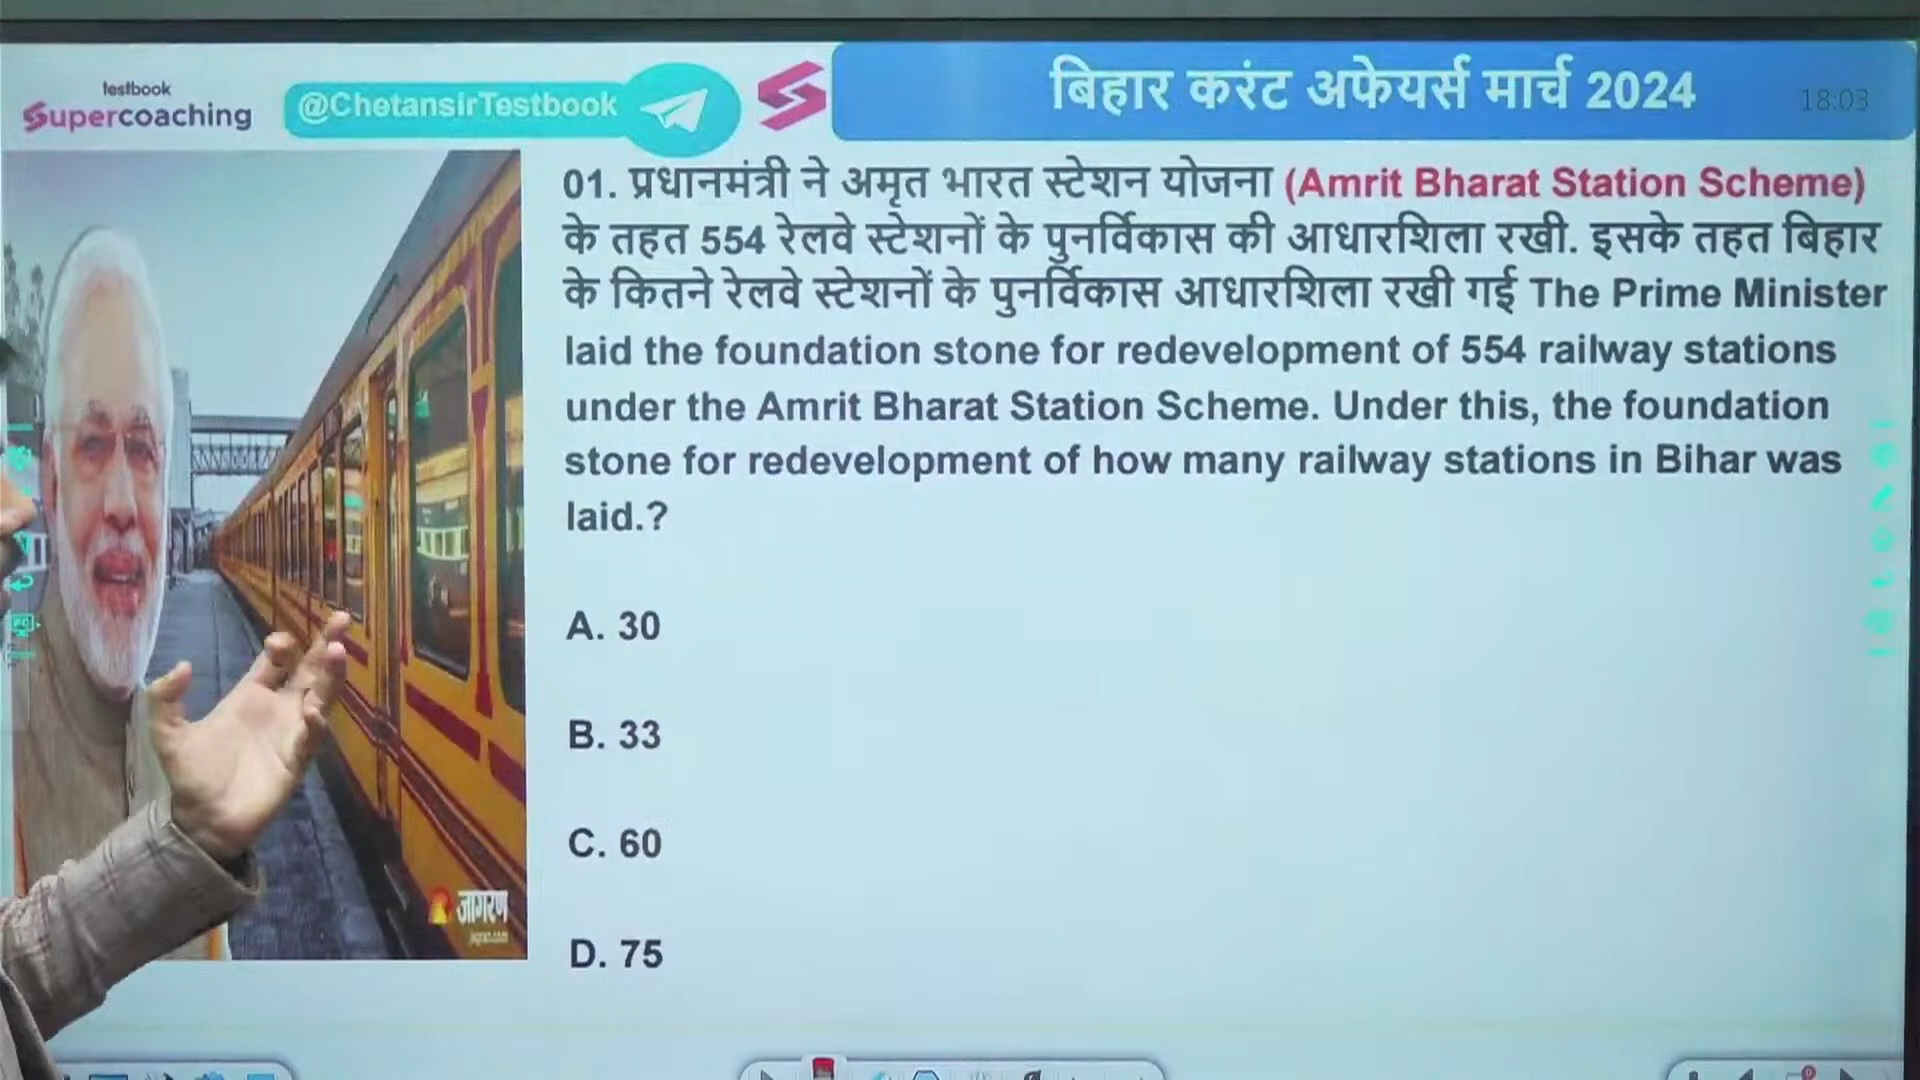 testbook
Supercoaching
@ChetansirTestbook
बिहार करंट अफेयर्स मार्च 2024
18:03
01. प्रधानमंत्री ने अमृत भारत स्टेशन योजना (Amrit Bharat Station Scheme)
के तहत 554 रेलवे स्टेशनों के पुनर्विकास की आधारशिला रखी. इसके तहत बिहार
के कितने रेलवे स्टेशनों के पुनर्विकास आधारशिला रखी गई The Prime Minister
laid the foundation stone for redevelopment of 554 railway stations
under the Amrit Bharat Station Scheme. Under this, the foundation
stone for redevelopment of how many railway stations in Bihar was
laid.?
A. 30
B. 33
C. 60
D. 75
जागरण